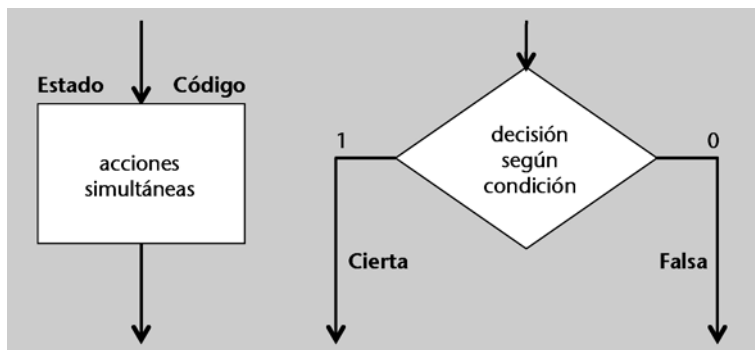 Estado Código
acciones
simultáneas
1
decisión
según
condición
0
Cierta
Falsa